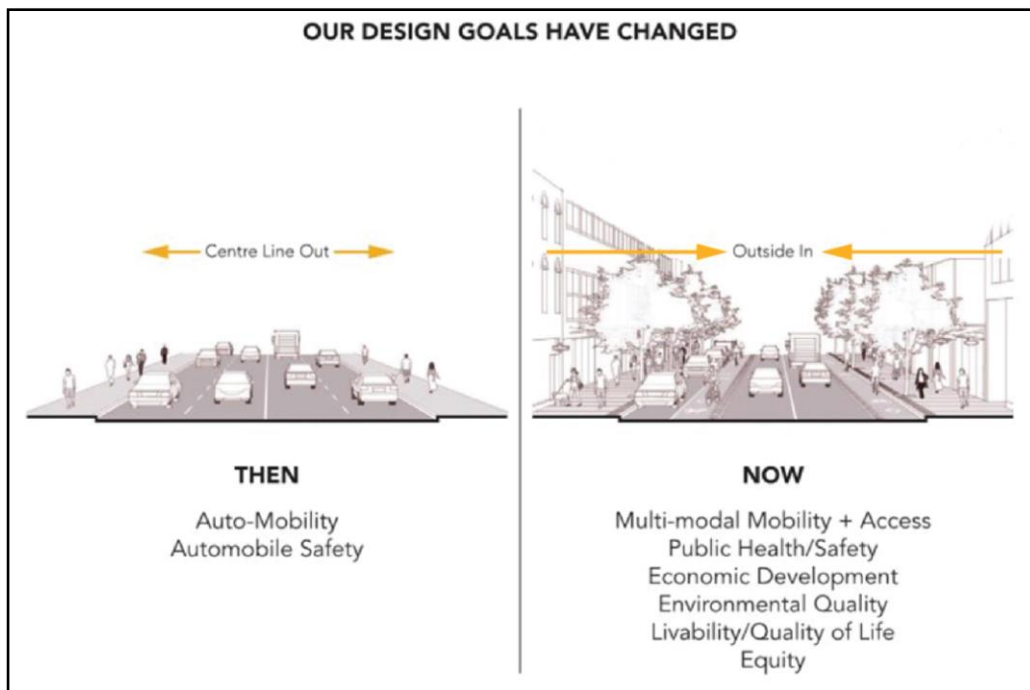 OUR DESIGN GOALS HAVE CHANGED
Centre Line Out
THEN
Auto-Mobility
Automobile Safety
Outside In
NOW
Multi-modal Mobility + Access
Public Health/Safety
Economic Development
Environmental Quality
Livability/Quality of Life
Equity